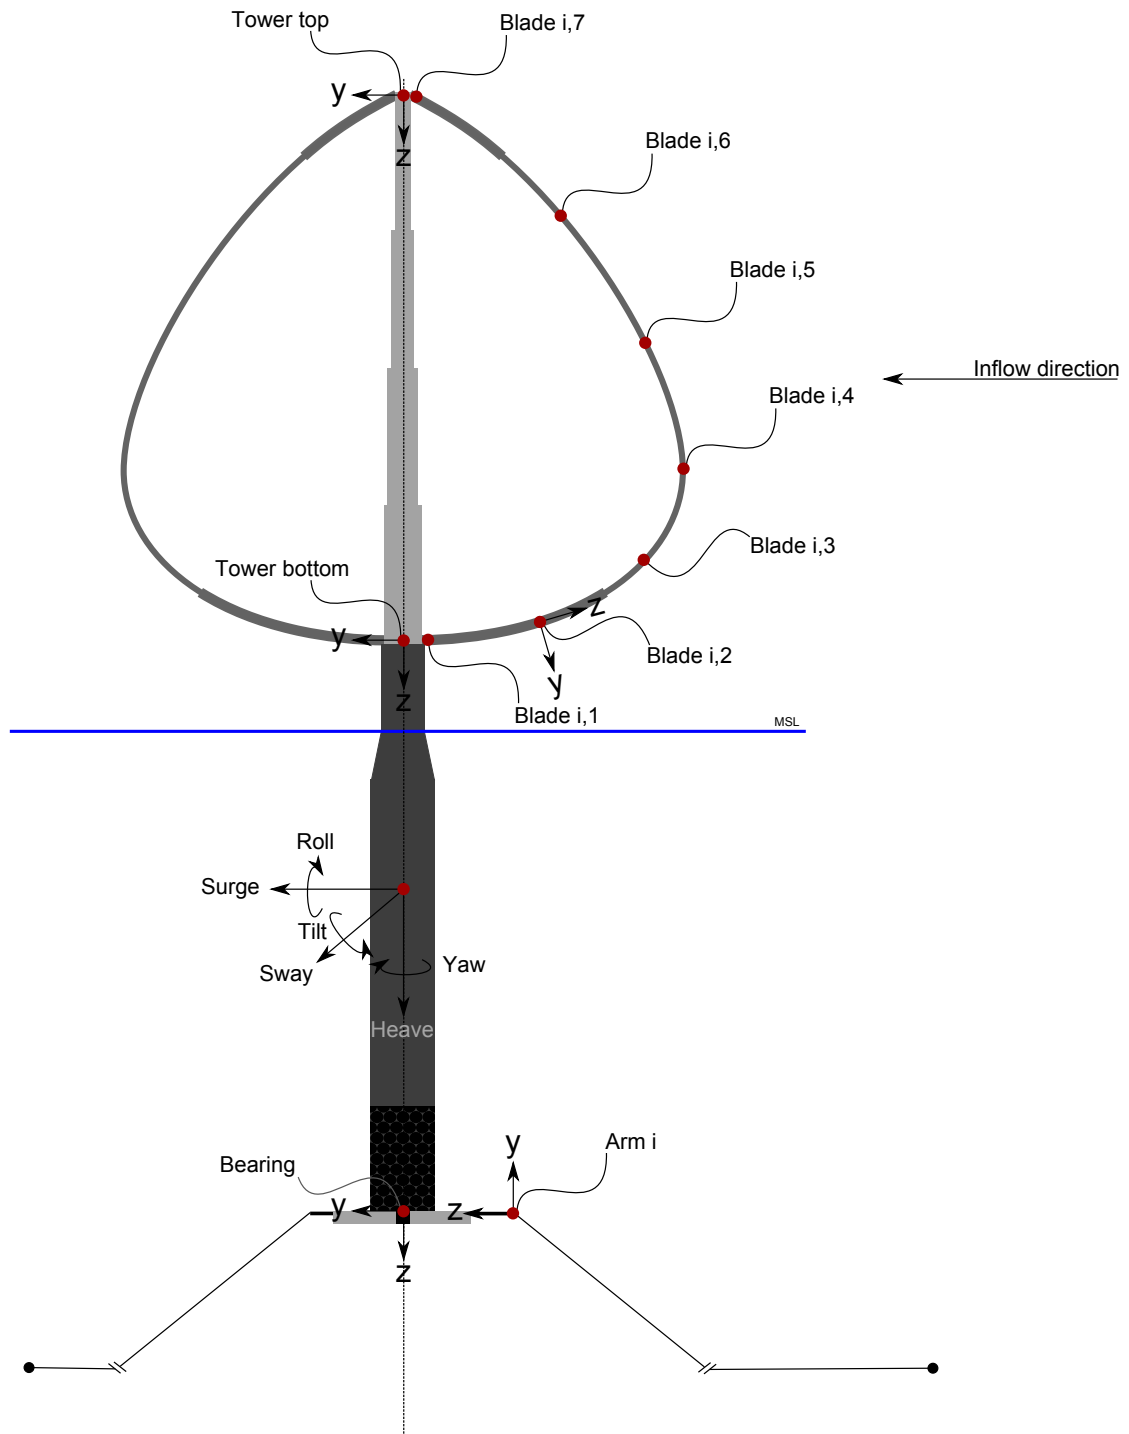 Tower top
Blade i,7
y
z
Blade i,6
Blade i,5
Inflow direction
Blade i,4
Blade i,3
Tower bottom
z
y
Blade i,2
y
z
Blade i,1
MSL
Roll
Surge
Tilt
Sway
Yaw
Heave
y
Arm i
Bearing
y
z
z